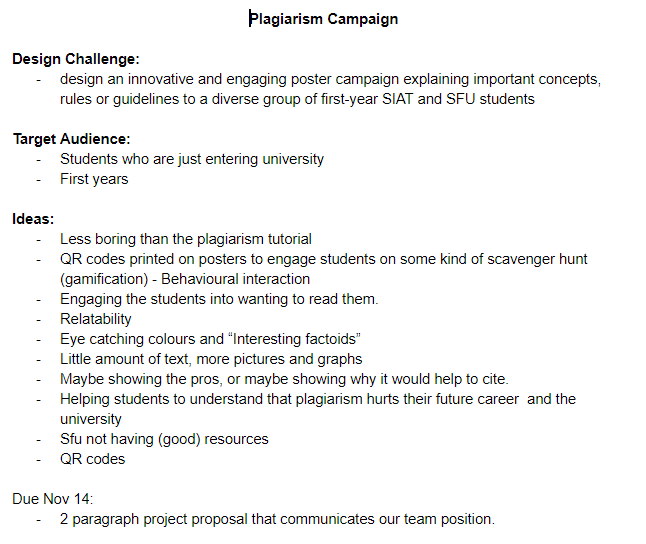 Plagiarism Campaign
Design Challenge:
- design an innovative and engaging poster campaign explaining important concepts,
rules or guidelines to a diverse group of first-year SIAT and SFU students
Target Audience:
- Students who are just entering university
- First years
Ideas:
- Less boring than the plagiarism tutorial
- QR codes printed on posters to engage students on some kind of scavenger hunt
(gamification) - Behavioural interaction
- Engaging the students into wanting to read them.
- Relatability
- Eye catching colours and “Interesting factoids”
- Little amount of text, more pictures and graphs
- Maybe showing the pros, or maybe showing why it would help to cite.
- Helping students to understand that plagiarism hurts their future career  and the
university
- Sfu not having (good) resources
- QR codes
Due Nov 14:
- 2 paragraph project proposal that communicates our team position.